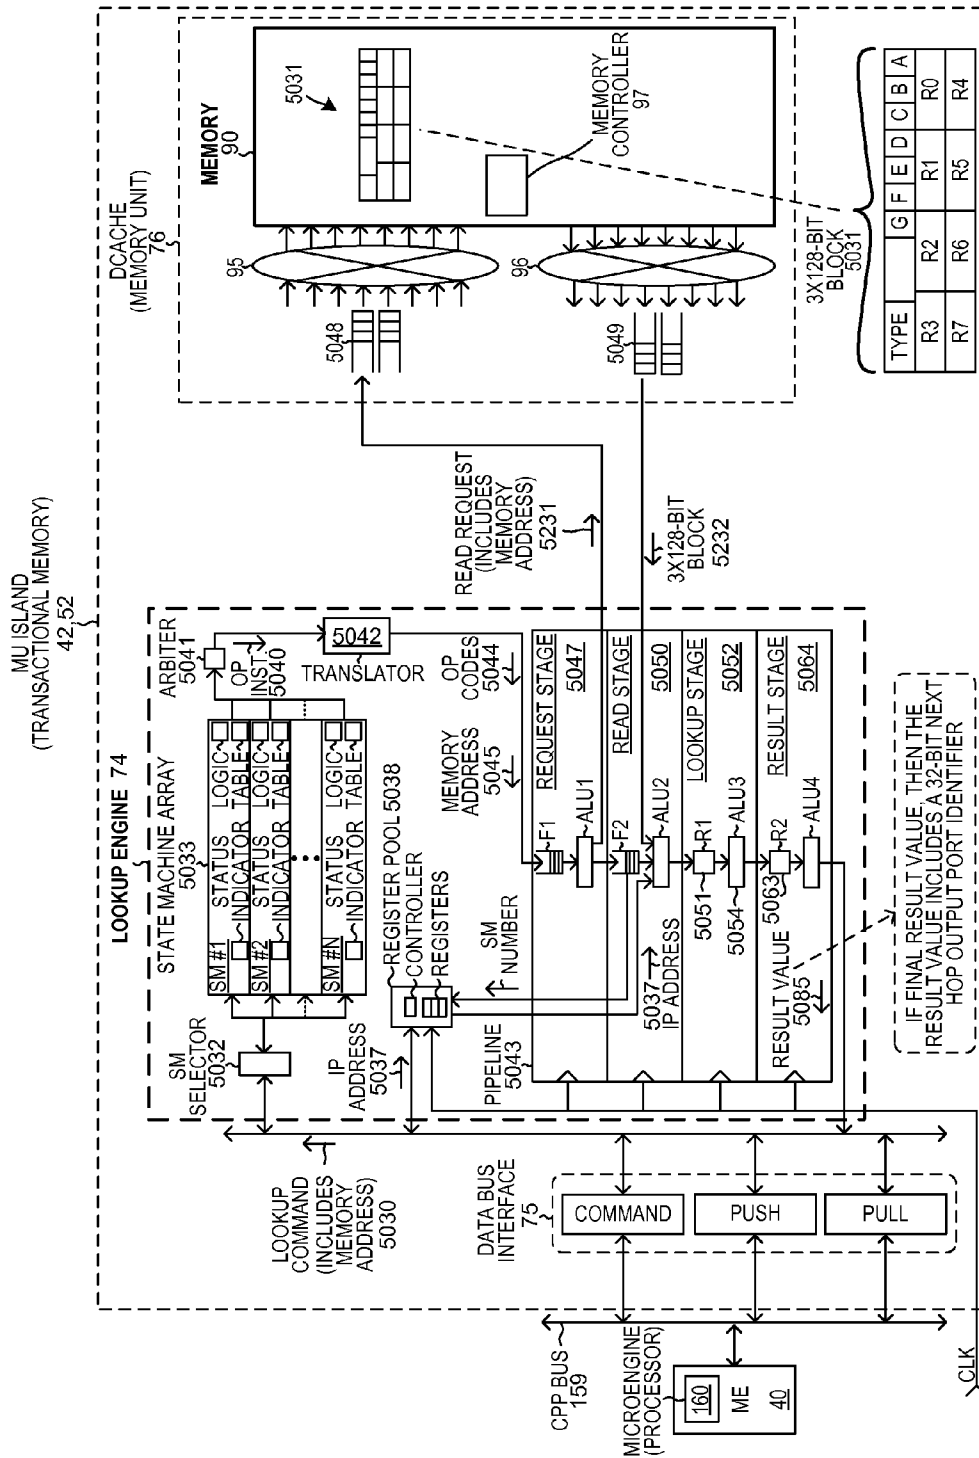 MU ISLAND
(TRANSACTIONAL MEMORY)
42,52
LOOKUP ENGINE 74
STATE MACHINE ARRAY
5033
SM #1 STATUS LOGIC
INDICATOR TABLE
SM #2 STATUS LOGIC
INDICATOR TABLE
SM #N STATUS LOGIC
INDICATOR TABLE
SM
SELECTOR
5032
ARBITER
5041
OP
INST
5040
5042
TRANSLATOR
REGISTER POOL 5038
CONTROLLER
REGISTERS
IP
ADDRESS
5037
SM
NUMBER
MEMORY
ADDRESS
5045
OP
CODES
5044
PIPELINE
5043
REQUEST STAGE
5047
F1
ALU1
READ STAGE
5050
F2
ALU2
5037
IP ADDRESS
LOOKUP STAGE
5052
5051
R1
5054
ALU3
RESULT STAGE
5064
5063
R2
ALU4
RESULT VALUE
5085
IF FINAL RESULT VALUE, THEN THE
RESULT VALUE INCLUDES A 32-BIT NEXT
HOP OUTPUT PORT IDENTIFIER
READ REQUEST
(INCLUDES
MEMORY
ADDRESS)
5231
3X128-BIT
BLOCK
5232
DCACHE
(MEMORY UNIT)
76
5048
5049
95
96
MEMORY
90
5031
MEMORY
CONTROLLER
97
3X128-BIT
BLOCK
5031
TYPE G F E D C B A
R3 R2 R1 R0
R7 R6 R5 R4
LOOKUP
COMMAND
(INCLUDES
MEMORY
ADDRESS)
5030
DATA BUS
INTERFACE
75
COMMAND
PUSH
PULL
CPP BUS
159
MICROENGINE
(PROCESSOR)
160
ME
40
CLK